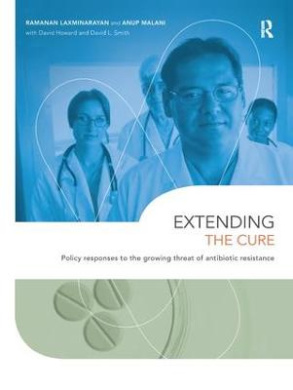 RAMANAN LAXMINARAYAN and ANUP MALANI
with David Howard and David L. Smith
R
EXTENDING
THE CURE
Policy responses to the growing threat of antibiotic resistance